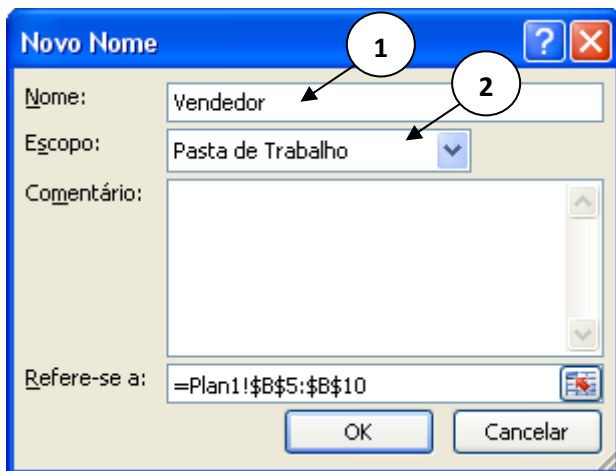 Novo Nome
1
?
Nome:
Vendedor
2
Escopo:
Pasta de Trabalho
Comentário:
Refere-se a:
=Plan1!$B$5:$B$10
OK
Cancelar